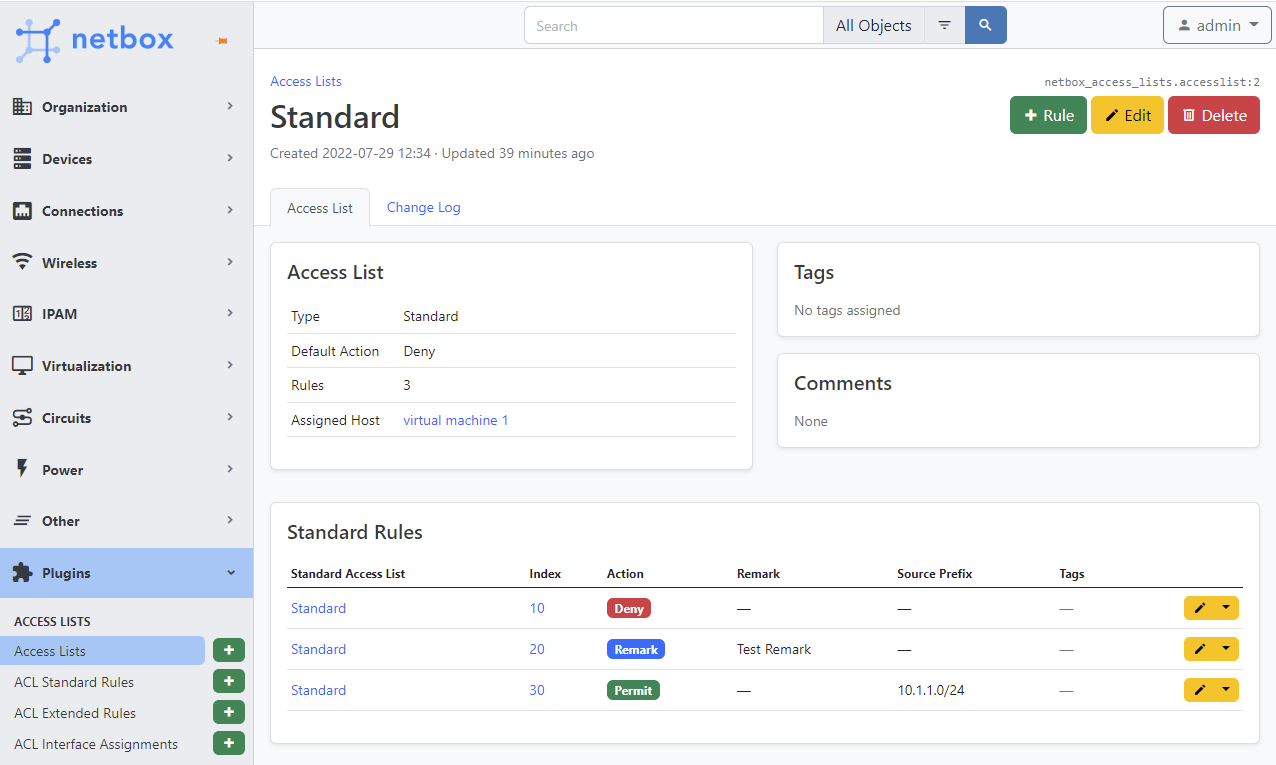 netbox
Search
All Objects
admin
Organization
Devices
Connections
Wireless
IPAM
Virtualization
Circuits
Power
Other
Plugins
ACCESS LISTS
Access Lists
ACL Standard Rules
ACL Extended Rules
ACL Interface Assignments
Access Lists
netbox_access_lists.accesslist:2
Standard
+ Rule
Edit
Delete
Created 2022-07-29 12:34 · Updated 39 minutes ago
Access List
Change Log
Access List
Type Standard
Default Action Deny
Rules 3
Assigned Host virtual machine 1
Tags
No tags assigned
Comments
None
Standard Rules
Standard Access List Index Action Remark Source Prefix Tags
Standard 10 Deny — — —
Standard 20 Remark Test Remark — —
Standard 30 Permit — 10.1.1.0/24 —